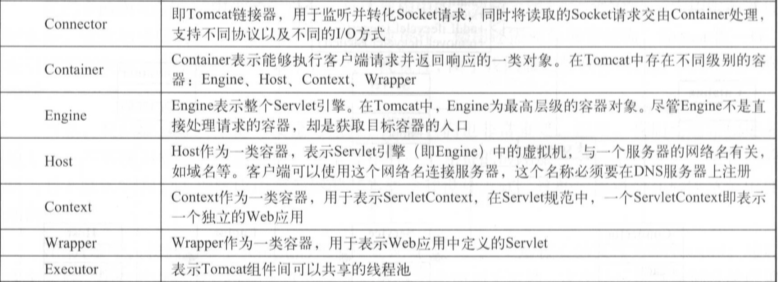 Connector
即Tomcat链接器，用于监听并转化Socket请求，同时将读取的Socket请求交由Container处理，
支持不同协议以及不同的I/O方式
Container
Container表示能够执行客户端请求并返回响应的一类对象。在Tomcat中存在不同级别的容
器：Engine、Host、Context、Wrapper
Engine
Engine表示整个Servlet引擎。在Tomcat中，Engine为最高层级的容器对象。尽管Engine不是直
接处理请求的容器，却是获取目标容器的入口
Host
Host作为一类容器，表示Servlet引擎（即Engine）中的虚拟机，与一个服务器的网络名有关，
如域名等。客户端可以使用这个网络名连接服务器，这个名称必须要在DNS服务器上注册
Context
Context作为一类容器，用于表示ServletContext，在Servlet规范中，一个ServletContext即表示
一个独立的Web应用
Wrapper
Wrapper作为一类容器，用于表示Web应用中定义的Servlet
Executor
表示Tomcat组件间可以共享的线程池